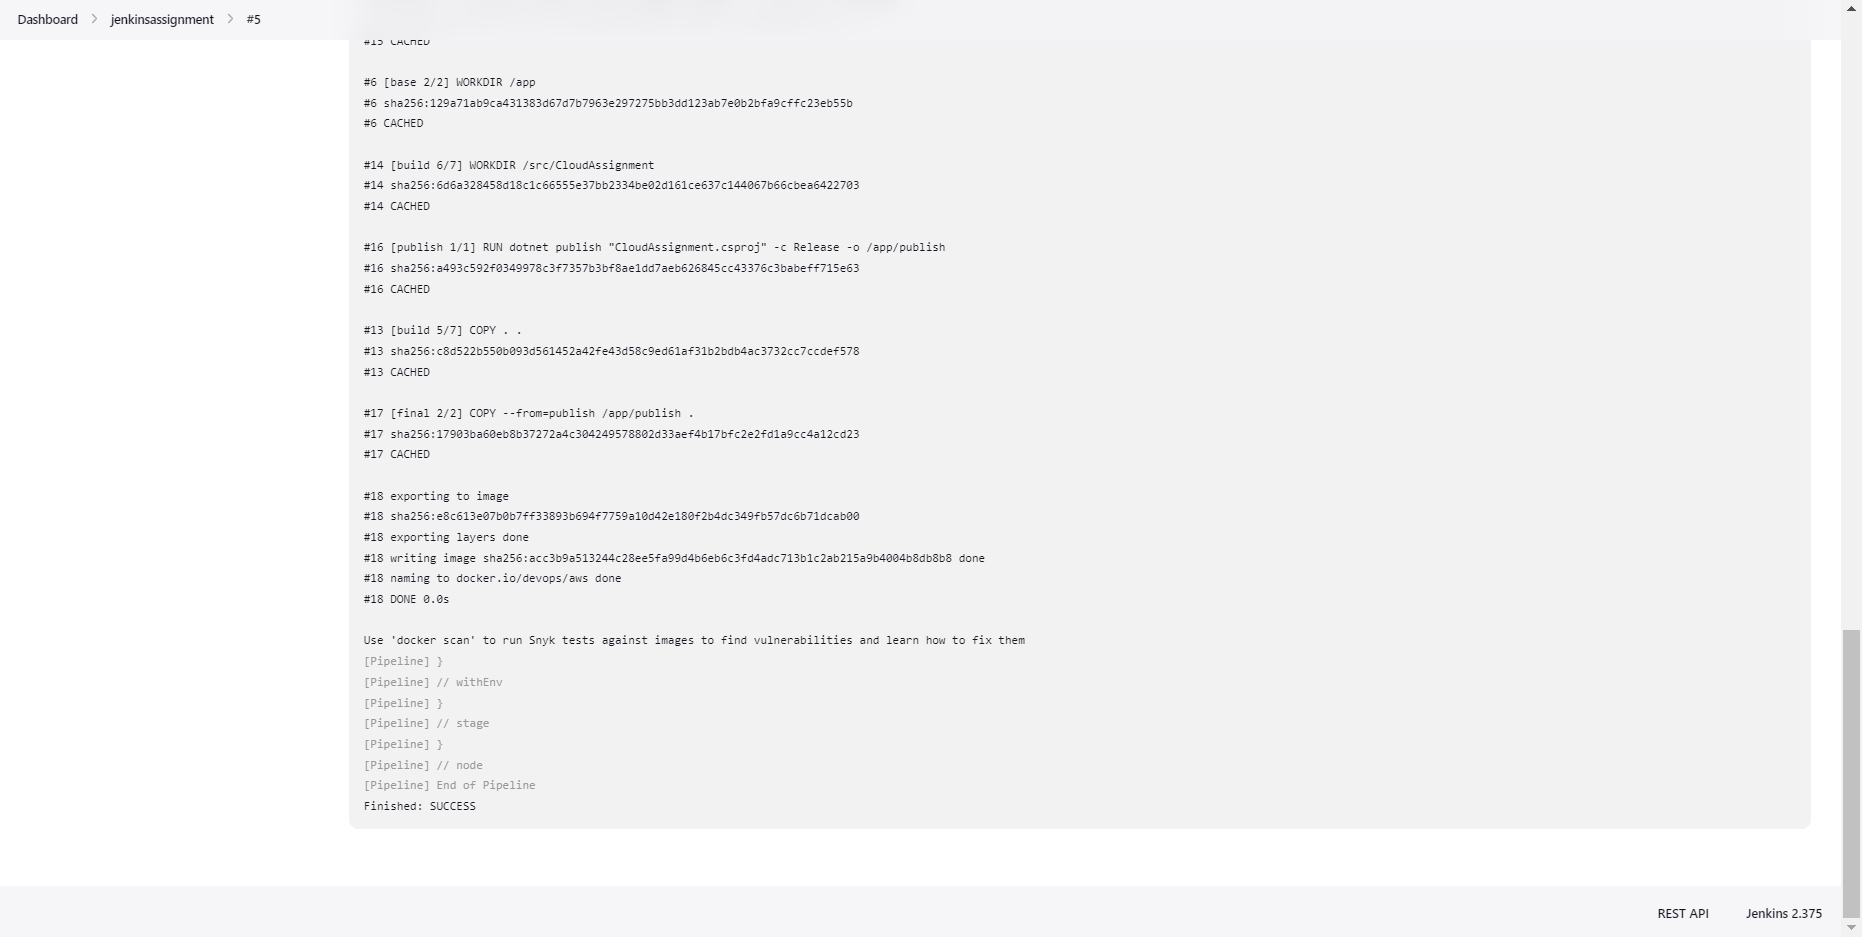 Dashboard > jenkinsassignment > #5
#15 CACHED
#6 [base 2/2] WORKDIR /app
#6 sha256:129a71ab9ca431383d67d7b7963e297275bb3dd123ab7e0b2bfa9cffc23eb55b
#6 CACHED
#14 [build 6/7] WORKDIR /src/CloudAssignment
#14 sha256:6d6a328458d18c1c66555e37bb2334be02d161ce637c144067b66cbea6422703
#14 CACHED
#16 [publish 1/1] RUN dotnet publish "CloudAssignment.csproj" -c Release -o /app/publish
#16 sha256:a493c592f0349978c3f7357b3bf8ae1dd7aeb626845cc43376c3babeff715e63
#16 CACHED
#13 [build 5/7] COPY . .
#13 sha256:c8d522b550b093d561452a42fe43d58c9ed61af31b2bdb4ac3732cc7ccdef578
#13 CACHED
#17 [final 2/2] COPY --from=publish /app/publish .
#17 sha256:17903ba60eb8b37272a4c304249578802d33aef4b17bfc2e2fd1a9cc4a12cd23
#17 CACHED
#18 exporting to image
#18 sha256:e8c613e07b0b7ff33893b694f7759a10d42e180f2b4dc349fb57dc6b71dcab00
#18 exporting layers done
#18 writing image sha256:acc3b9a513244c28ee5fa99d4b6eb6c3fd4adc713b1c2ab215a9b4004b8db8b8 done
#18 naming to docker.io/devops/aws done
#18 DONE 0.0s
Use 'docker scan' to run Snyk tests against images to find vulnerabilities and learn how to fix them
[Pipeline] }
[Pipeline] // withEnv
[Pipeline] }
[Pipeline] // stage
[Pipeline] }
[Pipeline] // node
[Pipeline] End of Pipeline
Finished: SUCCESS
REST API Jenkins 2.375